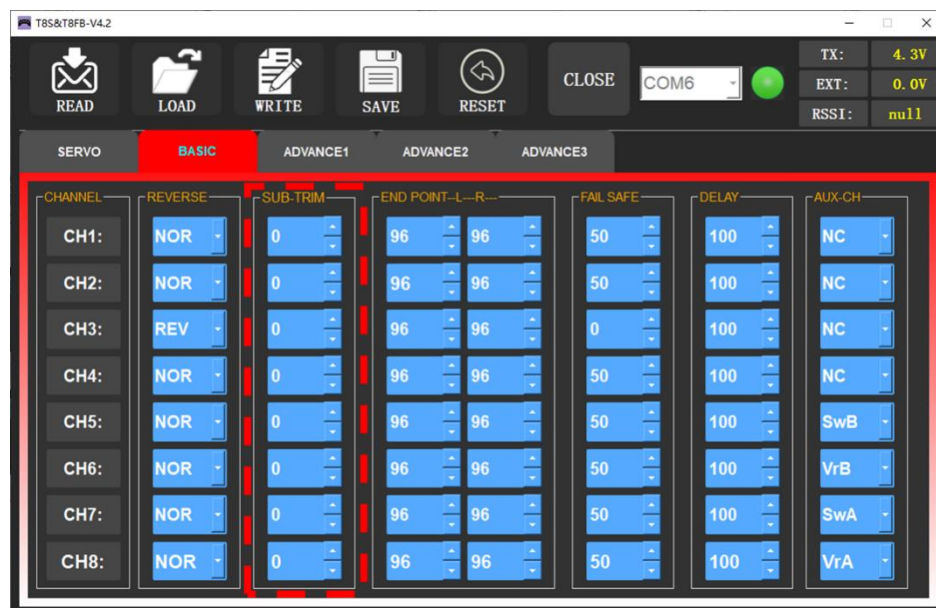 T8S&T8FB-V4.2
READ LOAD WRITE SAVE RESET CLOSE COM6
TX: 4.3V
EXT: 0.0V
RSSI: null
SERVO BASIC ADVANCE1 ADVANCE2 ADVANCE3
CHANNEL REVERSE SUB-TRIM END POINT--L---R--- FAIL SAFE DELAY AUX-CH
CH1: NOR 0 96 96 50 100 NC
CH2: NOR 0 96 96 50 100 NC
CH3: REV 0 96 96 0 100 NC
CH4: NOR 0 96 96 50 100 NC
CH5: NOR 0 96 96 50 100 SwB
CH6: NOR 0 96 96 50 100 VrB
CH7: NOR 0 96 96 50 100 SwA
CH8: NOR 0 96 96 50 100 VrA